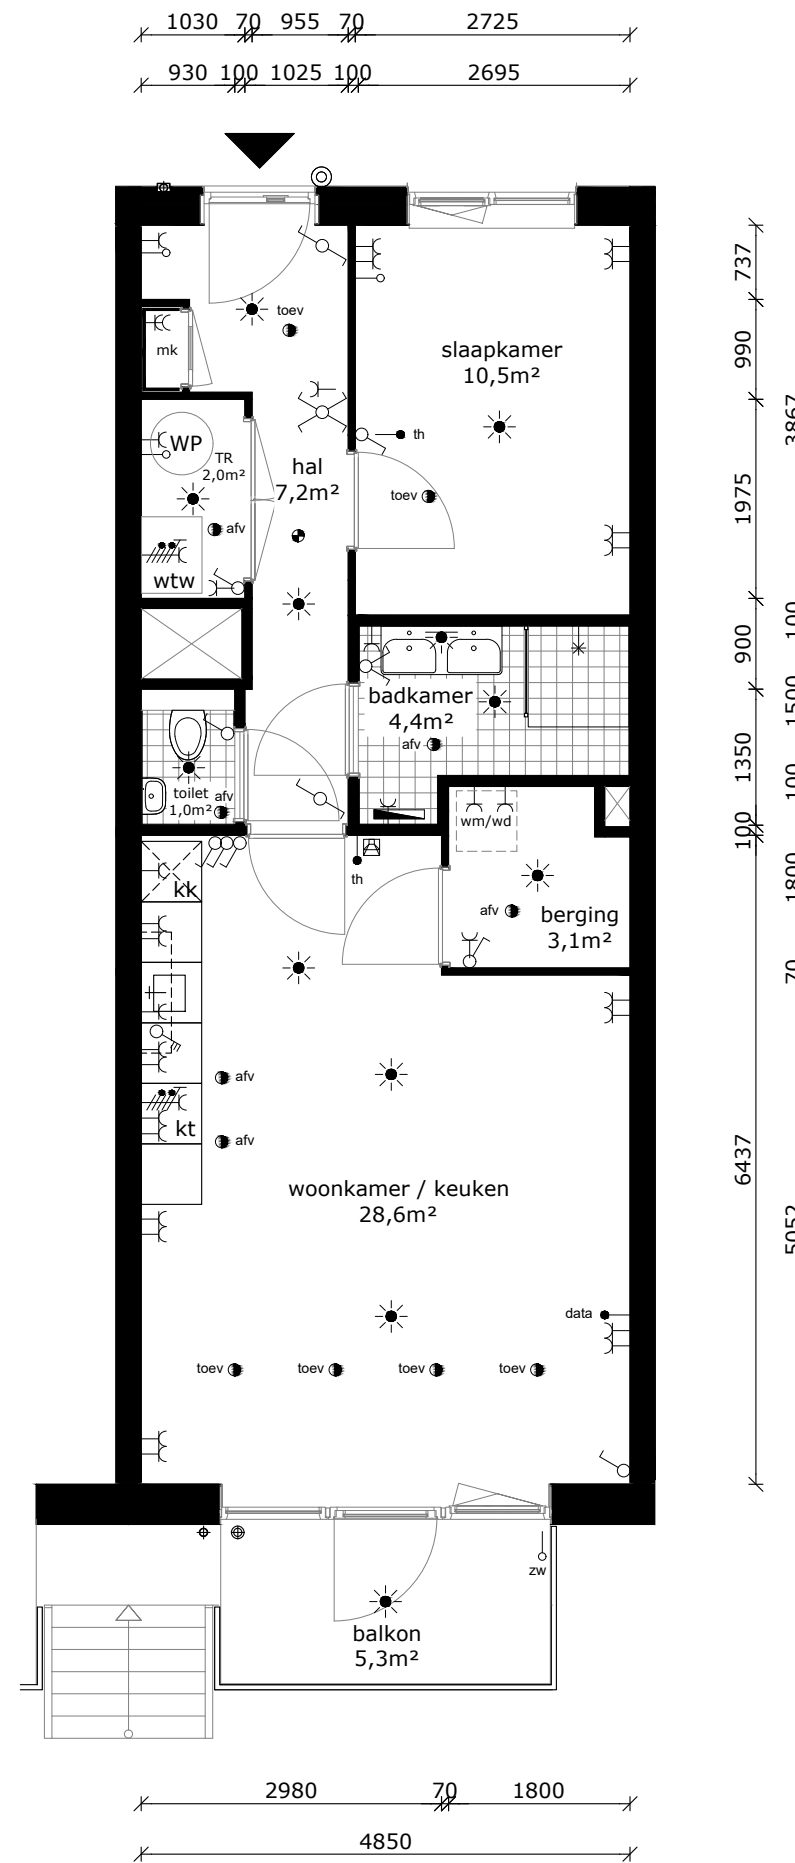 1030 70 955 70 2725
930 100 1025 100 2695
737
990
3867
1975
100
900
1500
1350
100
100
1800
70
6437
5052
toev
mk
slaapkamer
10,5m²
th
WP
TR
2,0m²
hal
7,2m²
toev
afv
wtw
badkamer
4,4m²
afv
toilet
1,0m²
afv
wm/wd
th
kk
afv
berging
3,1m²
afv
kt
afv
woonkamer / keuken
28,6m²
data
toev
toev
toev
toev
zw
balkon
5,3m²
2980 70 1800
4850